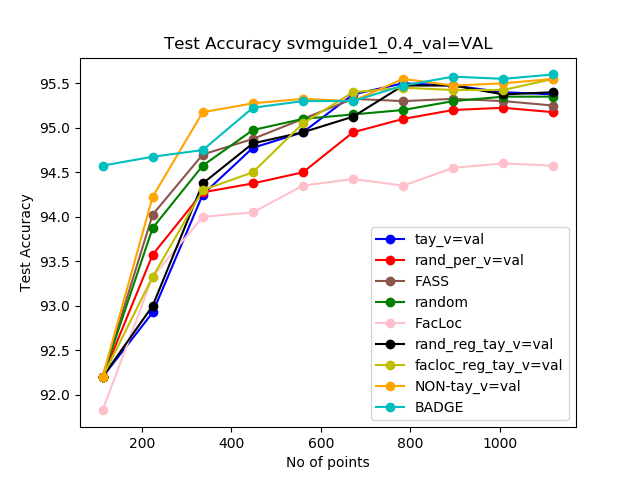 Test Accuracy svmguide1_0.4_val=VAL
Test Accuracy
95.5
95.0
94.5
94.0
93.5
93.0
92.5
92.0
200 400 600 800 1000
No of points
tay_v=val
rand_per_v=val
FASS
random
FacLoc
rand_reg_tay_v=val
facloc_reg_tay_v=val
NON-tay_v=val
BADGE